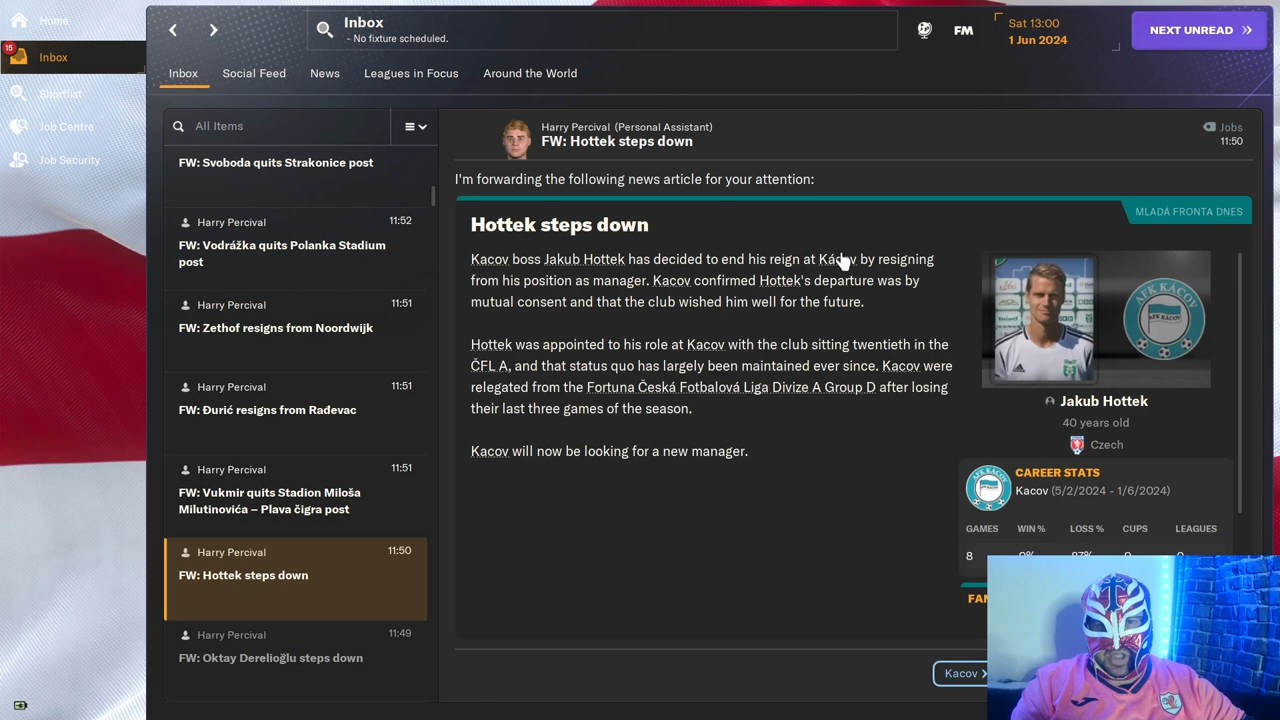 Home
Inbox
- No fixture scheduled.
FM
Sat 13:00
1 Jun 2024
NEXT UNREAD
15
Inbox
Shortlist
Job Centre
Job Security
Inbox
Social Feed
News
Leagues in Focus
Around the World
All Items
FW: Svoboda quits Strakonice post
Harry Percival
11:52
FW: Vodrážka quits Polanka Stadium
post
Harry Percival
11:51
FW: Zethof resigns from Noordwijk
Harry Percival
11:51
FW: Đurić resigns from Radevac
Harry Percival
11:51
FW: Vukmir quits Stadion Miloša
Milutinovića – Plava čigra post
Harry Percival
11:50
FW: Hottek steps down
Harry Percival
11:49
FW: Oktay Derelioğlu steps down
Harry Percival (Personal Assistant)
FW: Hottek steps down
Jobs
11:50
I'm forwarding the following news article for your attention:
MLADÁ FRONTA DNES
Hottek steps down
Kacov boss Jakub Hottek has decided to end his reign at by resigning
from his position as manager. Kacov confirmed Hottek's departure was by
mutual consent and that the club wished him well for the future.
Hottek was appointed to his role at Kacov with the club sitting twentieth in the
ČFL A, and that status quo has largely been maintained ever since. Kacov were
relegated from the Fortuna Česká Fotbalová Liga Divize A Group D after losing
their last three games of the season.
Kacov will now be looking for a new manager.
AFK KÁCOV
Jakub Hottek
40 years old
Czech
CAREER STATS
Kacov (5/2/2024 - 1/6/2024)
GAMES WIN % LOSS % CUPS LEAGUES
8
FAN
Kacov